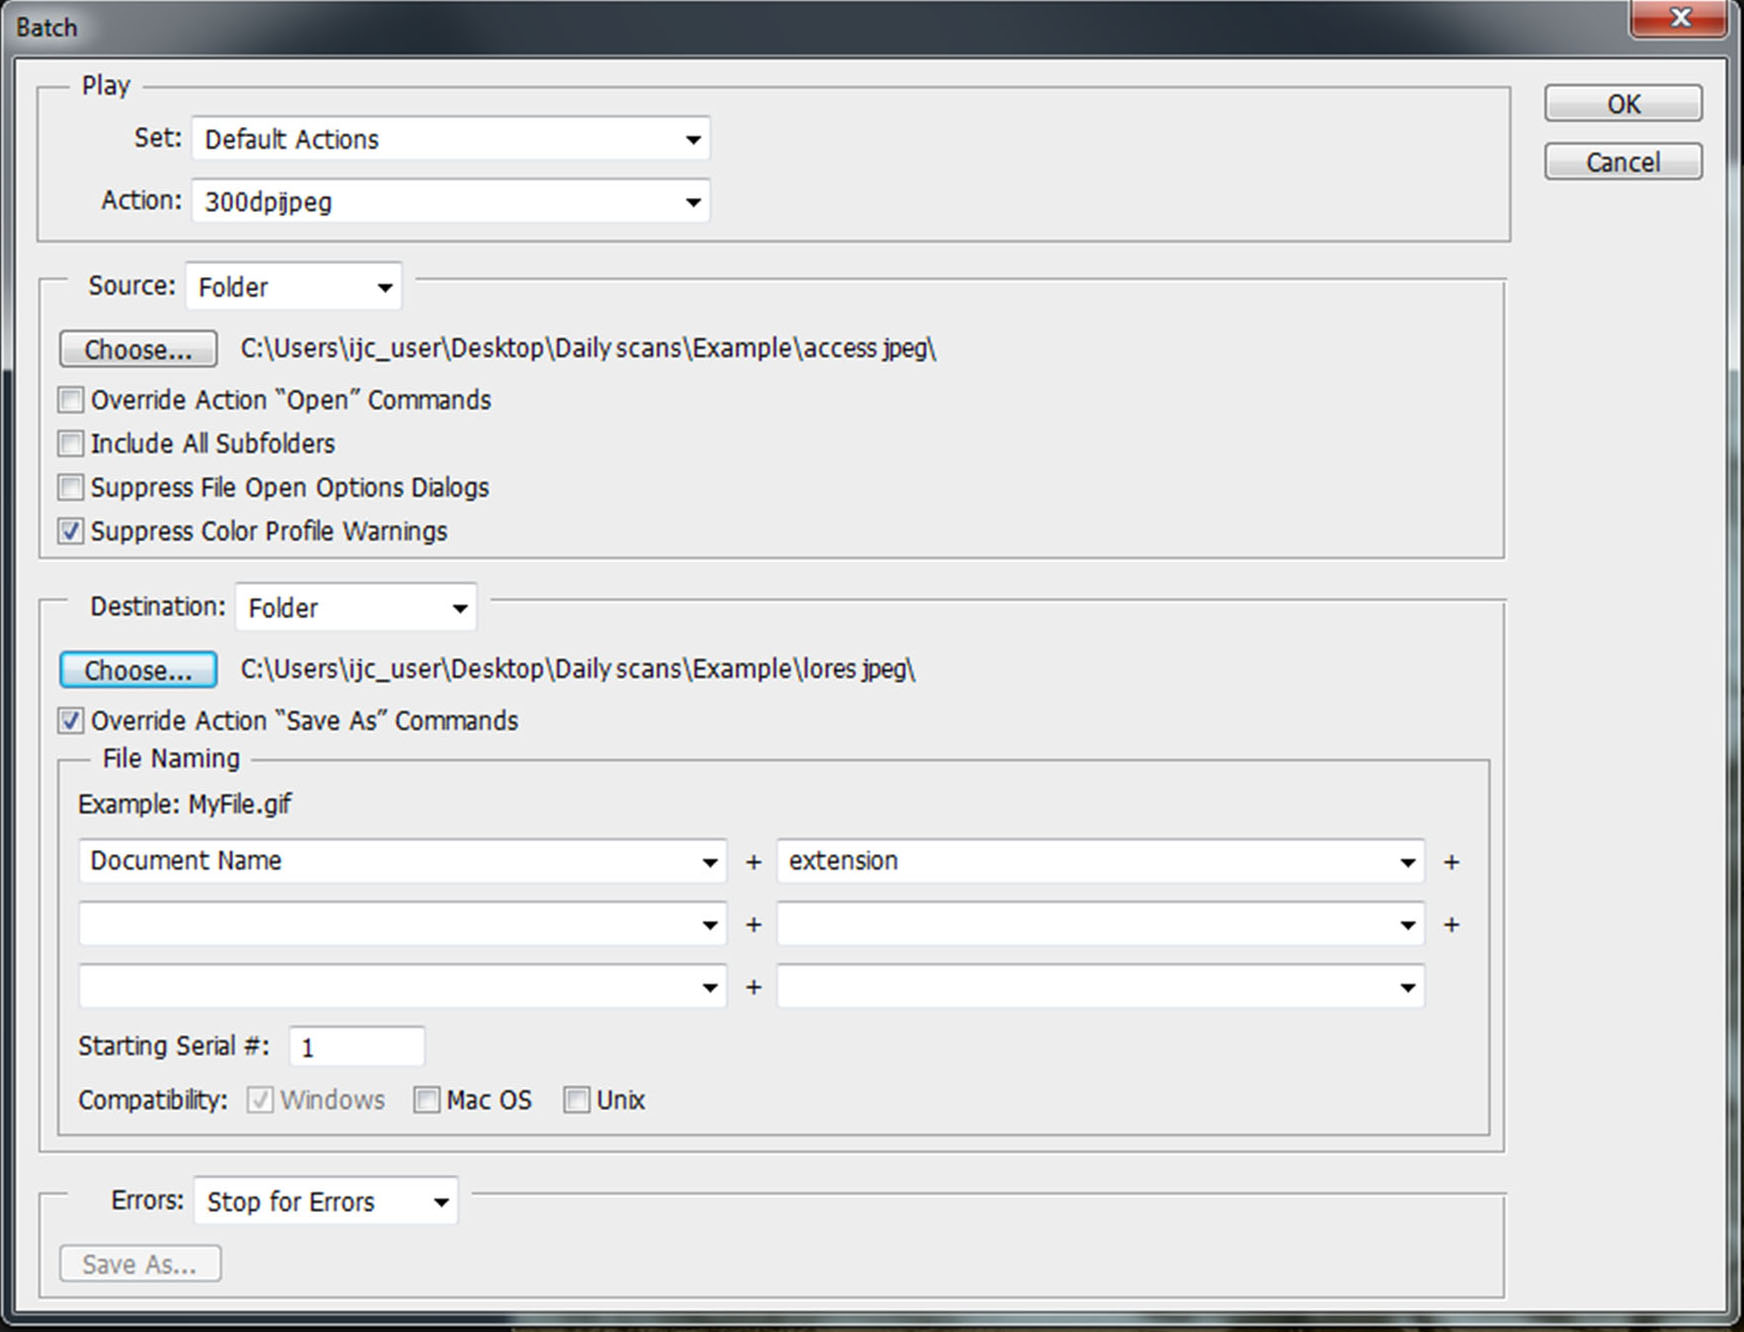 Batch
Play
OK
Set: Default Actions
Cancel
Action: 300dpijpeg
Source: Folder
Choose... C:\Users\ijc_user\Desktop\Daily scans\Example\access jpeg\
Override Action “Open” Commands
Include All Subfolders
Suppress File Open Options Dialogs
Suppress Color Profile Warnings
Destination: Folder
Choose... C:\Users\ijc_user\Desktop\Daily scans\Example\lores jpeg\
Override Action “Save As” Commands
File Naming
Example: MyFile.gif
Document Name + extension +
+ +
+
Starting Serial #: 1
Compatibility: Windows Mac OS Unix
Errors: Stop for Errors
Save As...